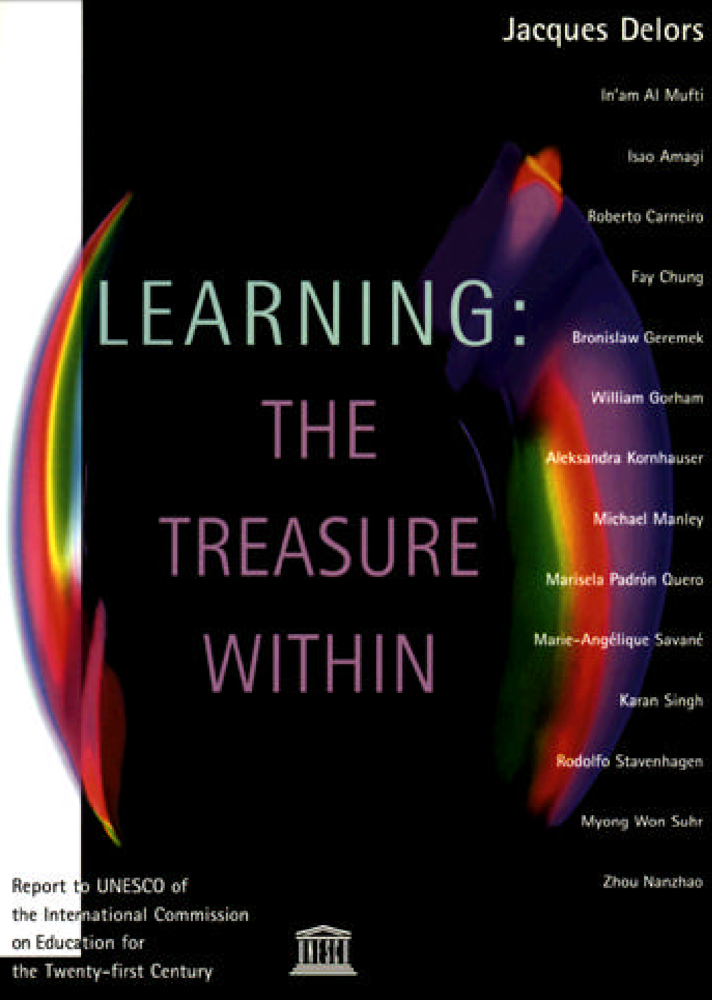 Jacques Delors
In'am Al Mufti
Isao Amagi
Roberto Carneiro
Fay Chung
Bronislaw Geremek
William Gorham
Aleksandra Kornhauser
Michael Manley
Marisela Padrón Quero
Marie-Angélique Savané
Karan Singh
Rodolfo Stavenhagen
Myong Won Suhr
Zhou Nanzhao
LEARNING:
THE
TREASURE
WITHIN
Report to UNESCO of
the International Commission
on Education for
the Twenty-first Century
UNESCO